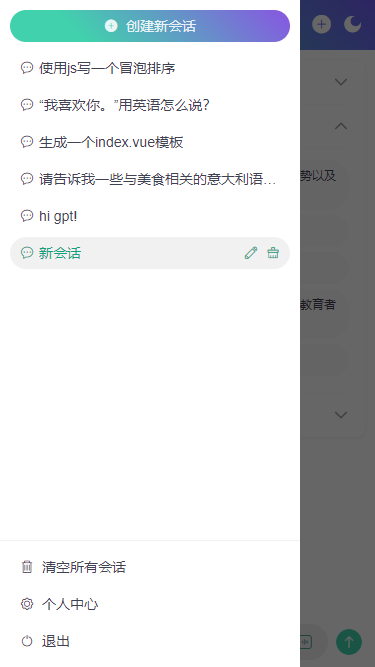 创建新会话
使用js写一个冒泡排序
“我喜欢你。”用英语怎么说?
生成一个index.vue模板
请告诉我一些与美食相关的意大利语...
势以及
hi gpt!
新会话
教育者
清空所有会话
个人中心
退出